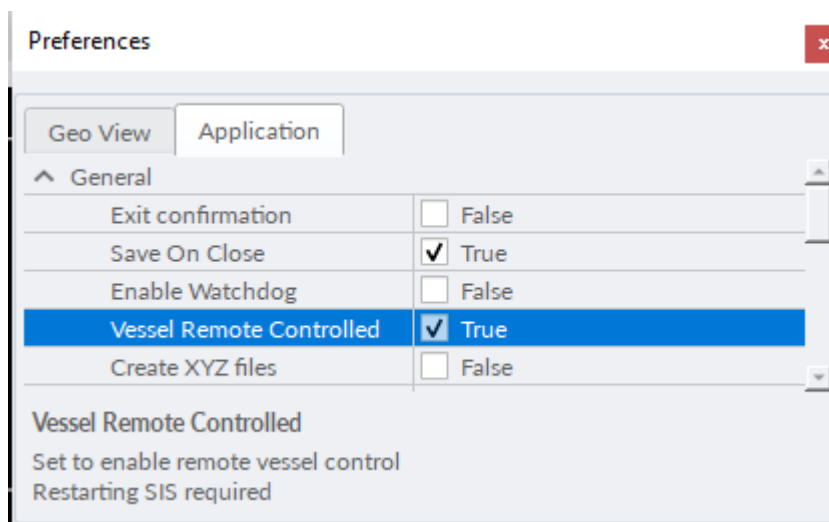 Preferences
x
Geo View Application
General
Exit confirmation False
Save On Close True
Enable Watchdog False
Vessel Remote Controlled True
Create XYZ files False
Vessel Remote Controlled
Set to enable remote vessel control
Restarting SIS required